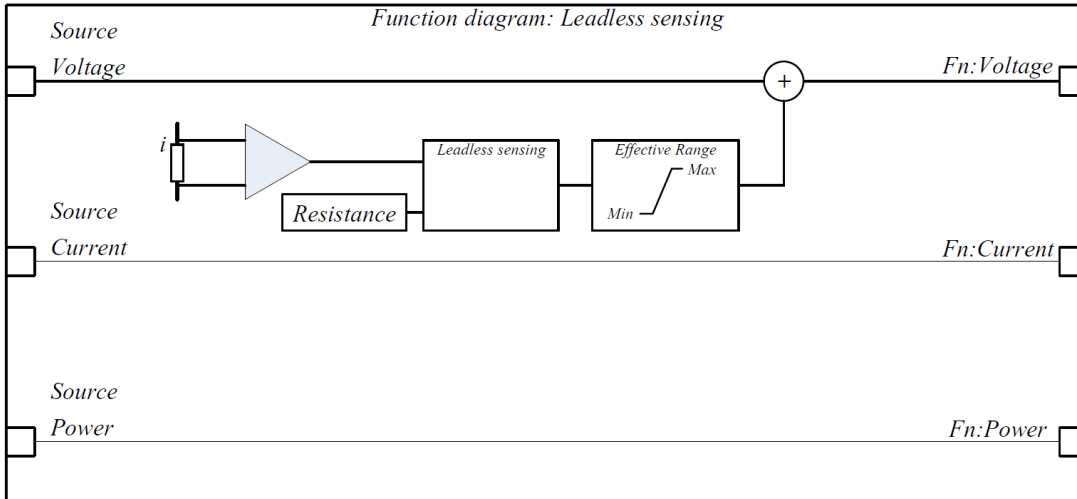 Function diagram: Leadless sensing
Source
Voltage
Fn:Voltage
+
i
Leadless sensing
Effective Range
Max
Min
Resistance
Source
Current
Fn:Current
Source
Power
Fn:Power